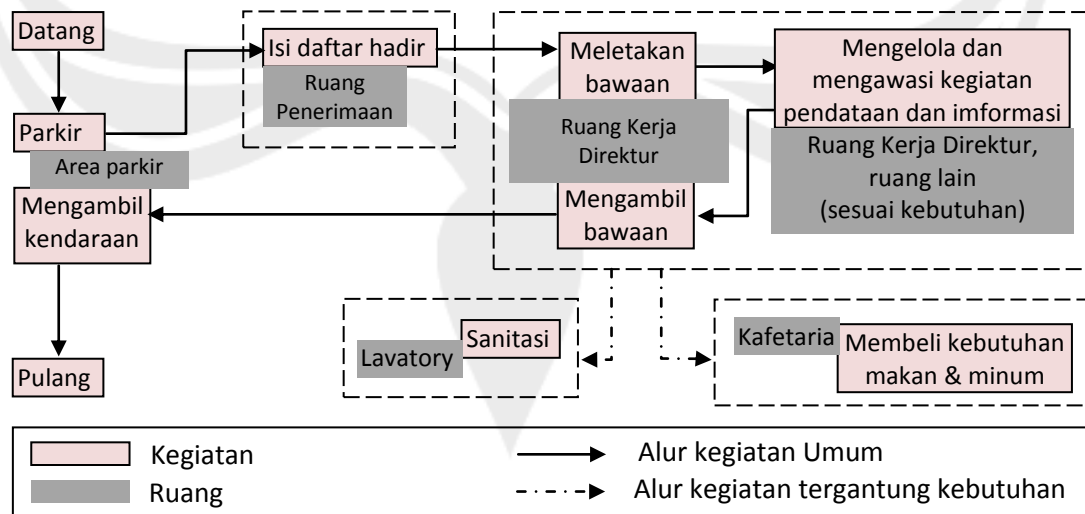 Datang
Parkir
Area parkir
Mengambil
kendaraan
Pulang
Isi daftar hadir
Ruang
Penerimaan
Meletakan
bawaan
Ruang Kerja
Direktur
Mengambil
bawaan
Mengelola dan
mengawasi kegiatan
pendataan dan imformasi
Ruang Kerja Direktur,
ruang lain
(sesuai kebutuhan)
Sanitasi
Lavatory
Kafetaria
Membeli kebutuhan
makan & minum
Kegiatan
Ruang
Alur kegiatan Umum
Alur kegiatan tergantung kebutuhan